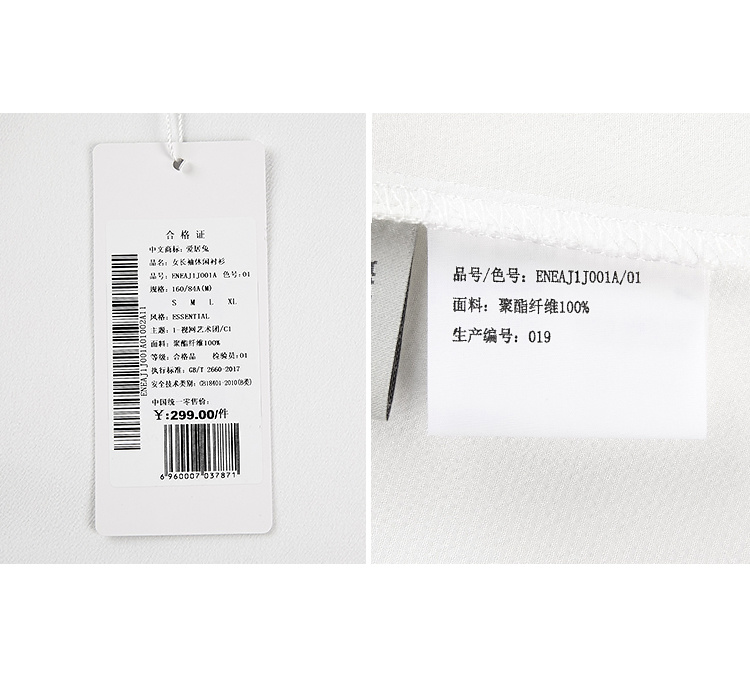 合格证
中文商标：爱居兔
品名：女长袖休闲衬衫
品号：ENEAJ1J001A 色号：01
规格：160/84A(M)
S M L XL
风格：ESSENTIAL
主题：1-视网艺术团/C1
面料：聚酯纤维100%
等级：合格品 检验员：01
执行标准：GB/T 2660-2017
安全技术类别：GB18401-2010(B类)
中国统一零售价：
¥:299.00/件
6960007037871
ENEAJ1J001A01002A11
品号/色号：ENEAJ1J001A/01
面料：聚酯纤维100%
生产编号：019